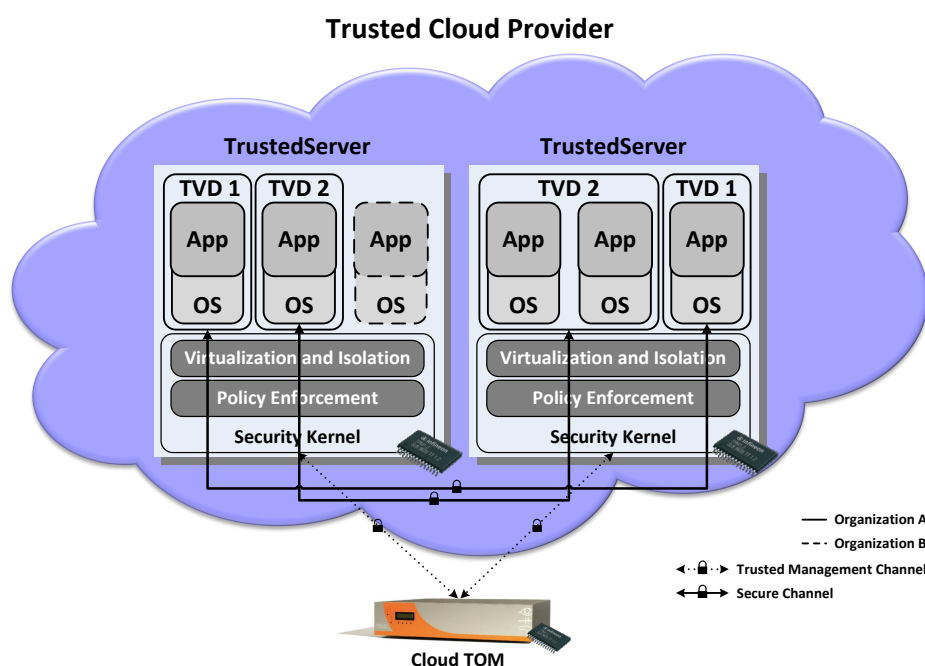 Trusted Cloud Provider
TrustedServer
TrustedServer
TVD 1
TVD 2
TVD 2
TVD 1
App
App
App
App
App
App
OS
OS
OS
OS
OS
OS
Virtualization and Isolation
Virtualization and Isolation
Policy Enforcement
Policy Enforcement
Security Kernel
Security Kernel
Infineon
Infineon
Organization A
Organization B
Trusted Management Channel
Secure Channel
Cloud TOM